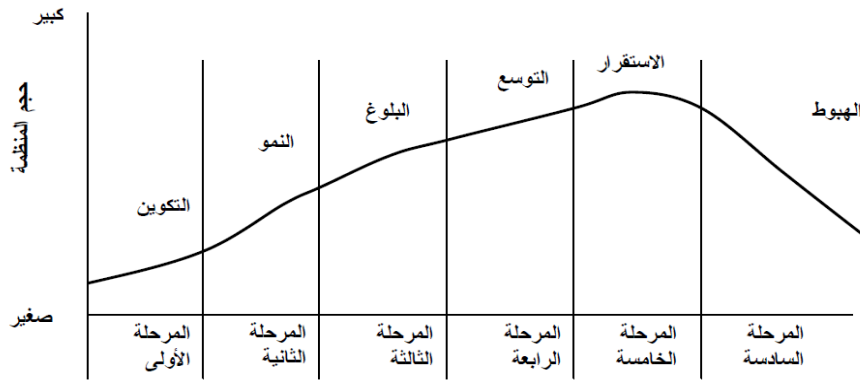 كبير
حجم المنظمة
صغير
التكوين
النمو
البلوغ
التوسع
الاستقرار
الهبوط
المرحلة
الأولى
المرحلة
الثانية
المرحلة
الثالثة
المرحلة
الرابعة
المرحلة
الخامسة
المرحلة
السادسة